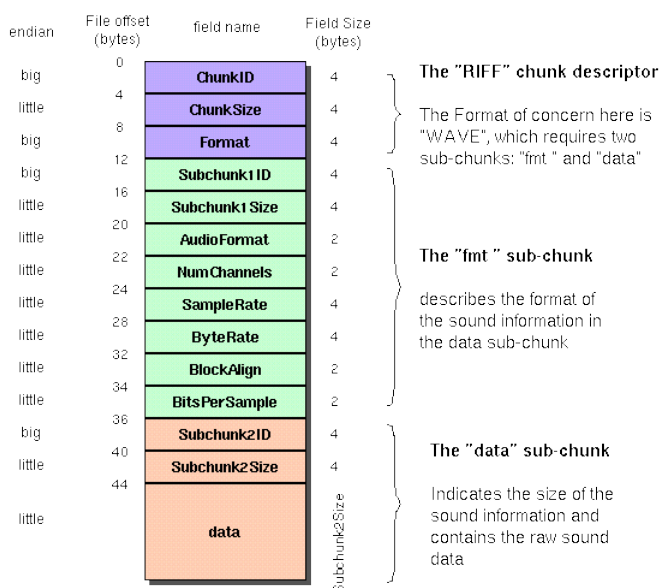 endian
File offset
(bytes)
field name
Field Size
(bytes)
0
big ChunkID 4
4
little ChunkSize 4
8
big Format 4
12
big Subchunk1ID 4
16
little Subchunk1Size 4
20
little AudioFormat 2
22
little NumChannels 2
24
little SampleRate 4
28
little ByteRate 4
32
little BlockAlign 2
34
little BitsPerSample 2
36
big Subchunk2ID 4
40
little Subchunk2Size 4
44
little data Subchunk2Size
The "RIFF" chunk descriptor
The Format of concern here is
"WAVE", which requires two
sub-chunks: "fmt " and "data"
The "fmt " sub-chunk
describes the format of
the sound information in
the data sub-chunk
The "data" sub-chunk
Indicates the size of the
sound information and
contains the raw sound
data